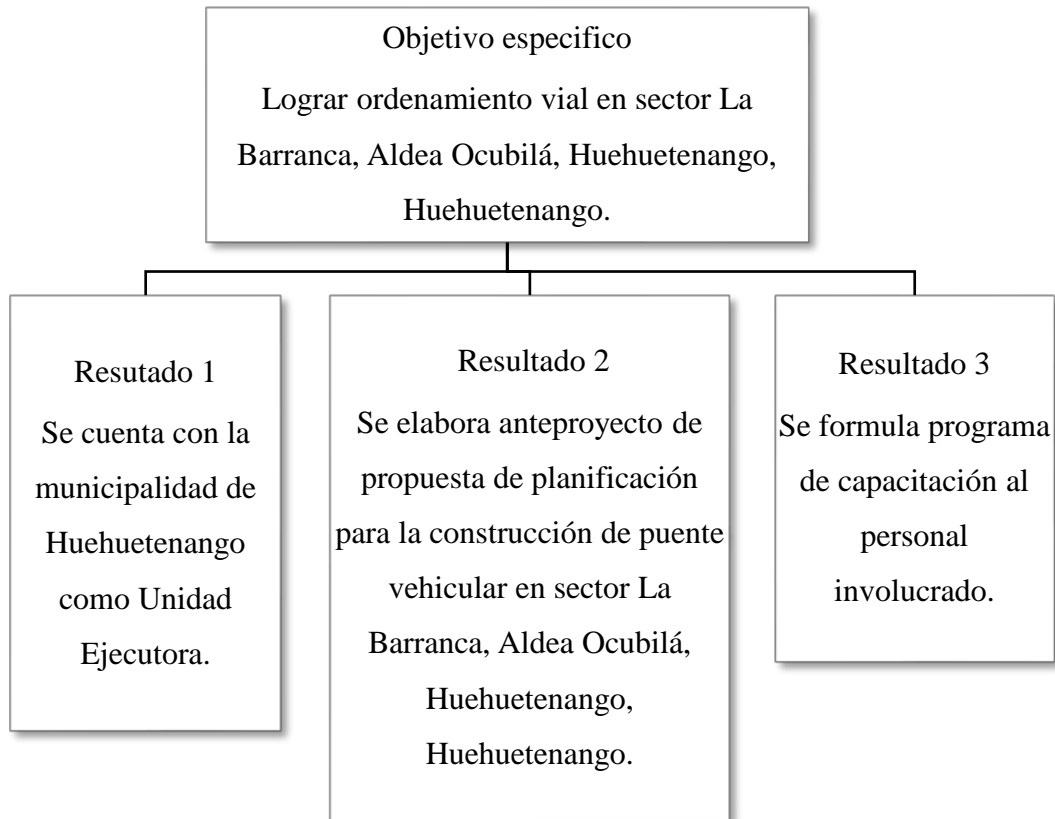 Objetivo especifico
Lograr ordenamiento vial en sector La
Barranca, Aldea Ocubilá, Huehuetenango,
Huehuetenango.
Resutado 1
Se cuenta con la
municipalidad de
Huehuetenango
como Unidad
Ejecutora.
Resultado 2
Se elabora anteproyecto de
propuesta de planificación
para la construcción de puente
vehicular en sector La
Barranca, Aldea Ocubilá,
Huehuetenango,
Huehuetenango.
Resultado 3
Se formula programa
de capacitación al
personal
involucrado.